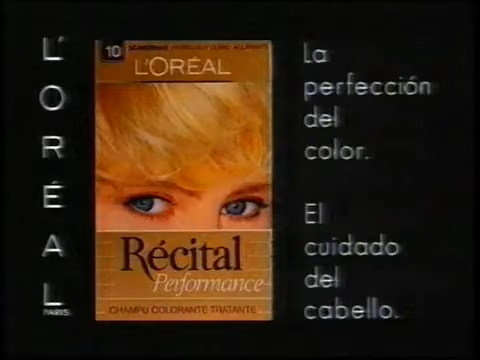 L'ORÉAL
PARIS
10
L'ORÉAL
Récital
Performance
CHAMPU COLORANTE TRATANTE
La
perfección
del
color.
El
cuidado
del
cabello.